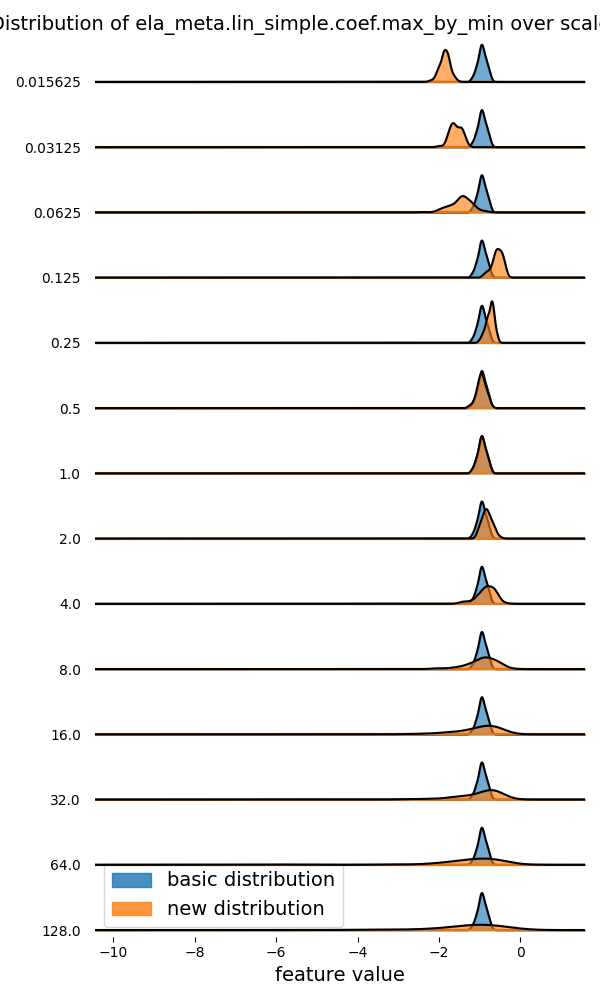 Distribution of ela_meta.lin_simple.coef.max_by_min over scale
0.015625
0.03125
0.0625
0.125
0.25
0.5
1.0
2.0
4.0
8.0
16.0
32.0
64.0
basic distribution
new distribution
128.0
−10 −8 −6 −4 −2 0
feature value